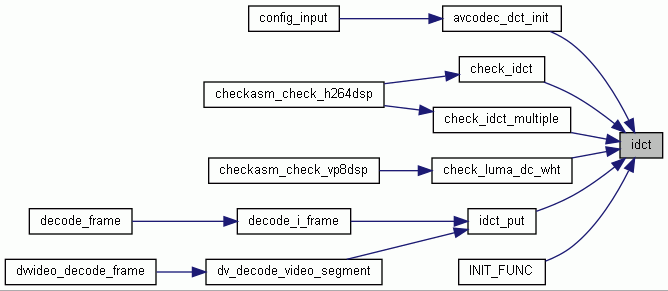 config_input
avcodec_dct_init
check_idct
checkasm_check_h264dsp
check_idct_multiple
idct
checkasm_check_vp8dsp
check_luma_dc_wht
decode_frame
decode_i_frame
idct_put
dvvideo_decode_frame
dv_decode_video_segment
INIT_FUNC